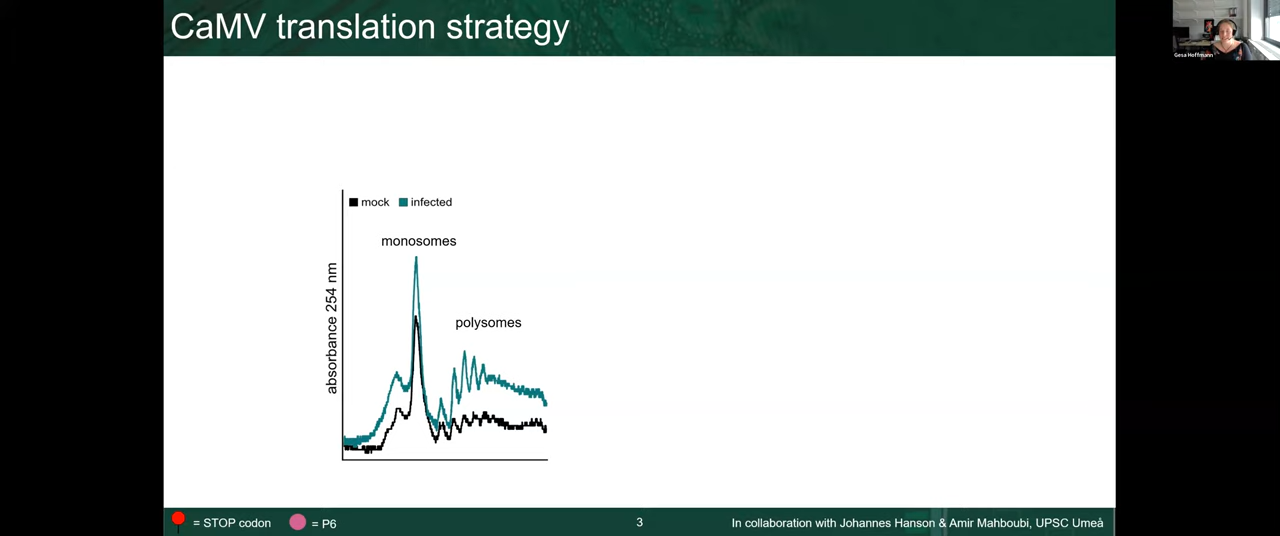 CaMV translation strategy
Gesa Hoffmann
mock
infected
monosomes
polysomes
absorbance 254 nm
= STOP codon
= P6
3
In collaboration with Johannes Hanson & Amir Mahboubi, UPSC Umeå